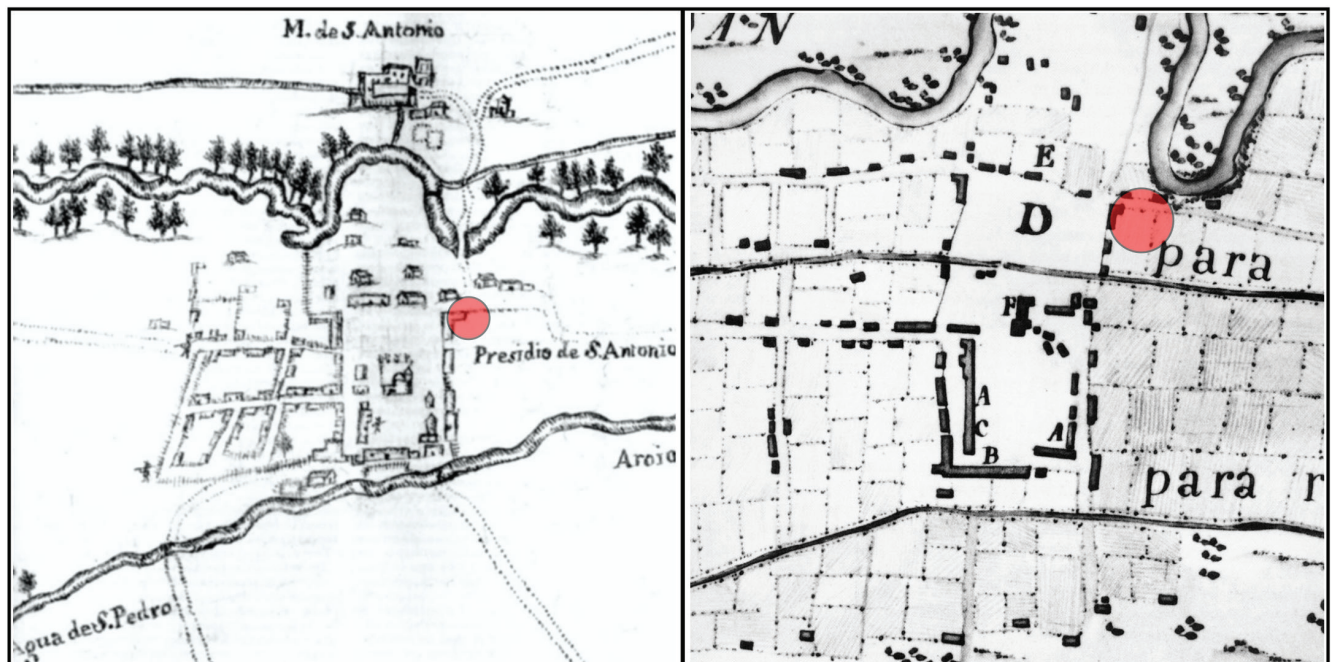 M. de S. Antonio
Presidio de S. Antonio
Aroio
Agua de S. Pedro
A-N
E
D
para
F
A
C
A
B
para r